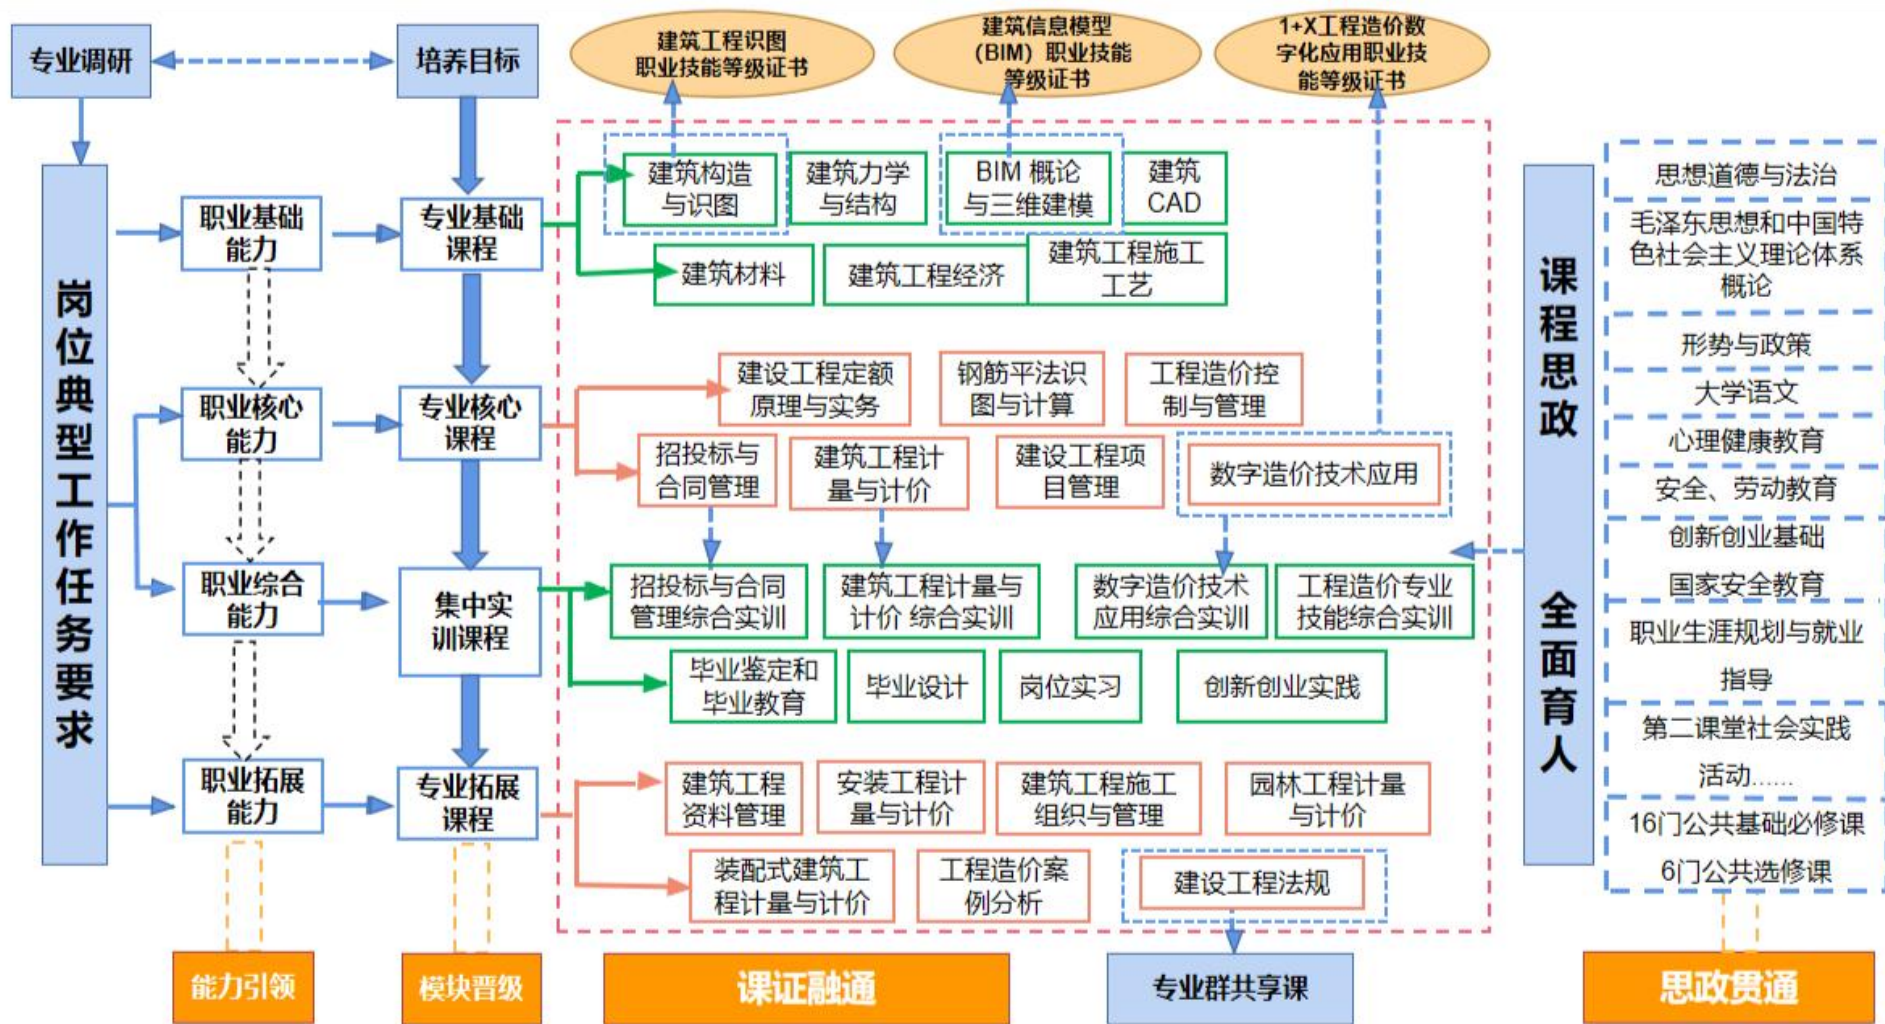 专业调研
培养目标
建筑工程识图
职业技能等级证书
建筑信息模型
（BIM）职业技能
等级证书
1+X工程造价数
字化应用职业技
能等级证书
岗位典型工作任务要求
职业基础
能力
专业基础
课程
建筑构造
与识图
建筑力学
与结构
BIM 概论
与三维建模
建筑
CAD
建筑材料
建筑工程经济
建筑工程施工
工艺
职业核心
能力
专业核心
课程
建设工程定额
原理与实务
钢筋平法识
图与计算
工程造价控
制与管理
招投标与
合同管理
建筑工程计
量与计价
建设工程项
目管理
数字造价技术应用
职业综合
能力
集中实
训课程
招投标与合同
管理综合实训
建筑工程计量与
计价 综合实训
数字造价技术
应用综合实训
工程造价专业
技能综合实训
毕业鉴定和
毕业教育
毕业设计
岗位实习
创新创业实践
职业拓展
能力
专业拓展
课程
建筑工程
资料管理
安装工程计
量与计价
建筑工程施工
组织与管理
园林工程计量
与计价
装配式建筑工
程计量与计价
工程造价案
例分析
建设工程法规
课程思政
全面育人
思想道德与法治
毛泽东思想和中国特
色社会主义理论体系
概论
形势与政策
大学语文
心理健康教育
安全、劳动教育
创新创业基础
国家安全教育
职业生涯规划与就业
指导
第二课堂社会实践
活动......
16门公共基础必修课
6门公共选修课
能力引领
模块晋级
课证融通
专业群共享课
思政贯通